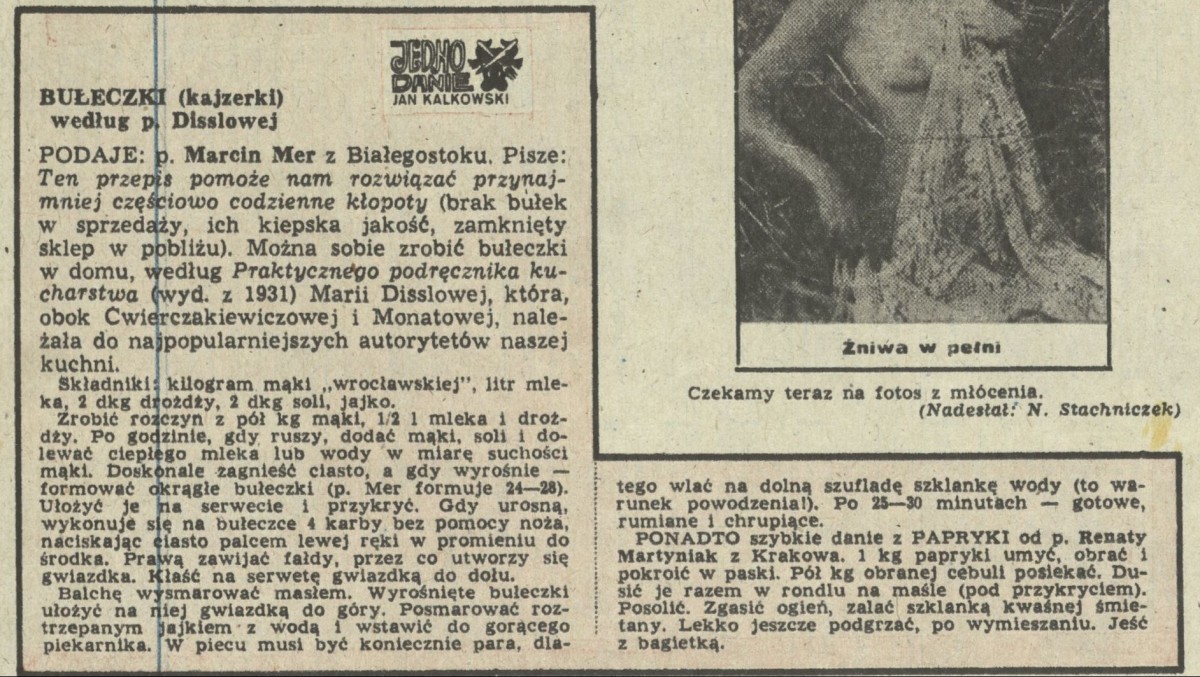 JEDNO
DANIE
JAN KALKOWSKI
BUŁECZKI (kajzerki)
według p. Disslowej
PODAJE: p. Marcin Mer z Białegostoku. Pisze:
Ten przepis pomoże nam rozwiązać przynaj-
mniej częściowo codzienne kłopoty (brak bułek
w sprzedaży, ich kiepska jakość, zamknięty
sklep w pobliżu). Można sobie zrobić bułeczki
w domu, według Praktycznego podręcznika ku-
charstwa (wyd. z 1931) Marii Disslowej, która,
obok Cwierczakiewiczowej i Monatowej, nale-
żała do najpopularniejszych autorytetów naszej
kuchni.
Składniki: kilogram mąki „wrocławskiej", litr mle-
ka, 2 dkg drożdży, 2 dkg soli, jajko.
Zrobić rozczyn z pół kg mąki, 1/2 l mleka i droż-
dży. Po godzinie, gdy ruszy, dodać mąki, soli i do-
lewać ciepłego mleka lub wody w miarę suchości
mąki. Doskonale zagnieść ciasto, a gdy wyrośnie —
formować okrągłe bułeczki (p. Mer formuje 24—28).
Ułożyć je na serwecie i przykryć. Gdy urosną,
wykonuje się na bułeczce 4 karby bez pomocy noża,
naciskając ciasto palcem lewej ręki w promieniu do
środka. Prawą zawijać fałdy, przez co utworzy się
gwiazdka. Kłaść na serwetę gwiazdką do dołu.
Balchę wysmarować masłem. Wyrośnięte bułeczki
ułożyć na niej gwiazdką do góry. Posmarować roz-
trzepanym jajkiem z wodą i wstawić do gorącego
piekarnika. W piecu musi być koniecznie para, dla-
tego wlać na dolną szufladę szklankę wody (to wa-
runek powodzenia!). Po 25—30 minutach — gotowe,
rumiane i chrupiące.
PONADTO szybkie danie z PAPRYKI od p. Renaty
Martyniak z Krakowa. 1 kg papryki umyć, obrać i
pokroić w paski. Pół kg obranej cebuli posiekać. Du-
sić je razem w rondlu na maśle (pod przykryciem).
Posolić. Zgasić ogień, zalać szklanką kwaśnej śmie-
tany. Lekko jeszcze podgrzać, po wymieszaniu. Jeść
z bagietką.
Żniwa w pełni
Czekamy teraz na fotos z młócenia.
(Nadesłał: N. Stachniczek)